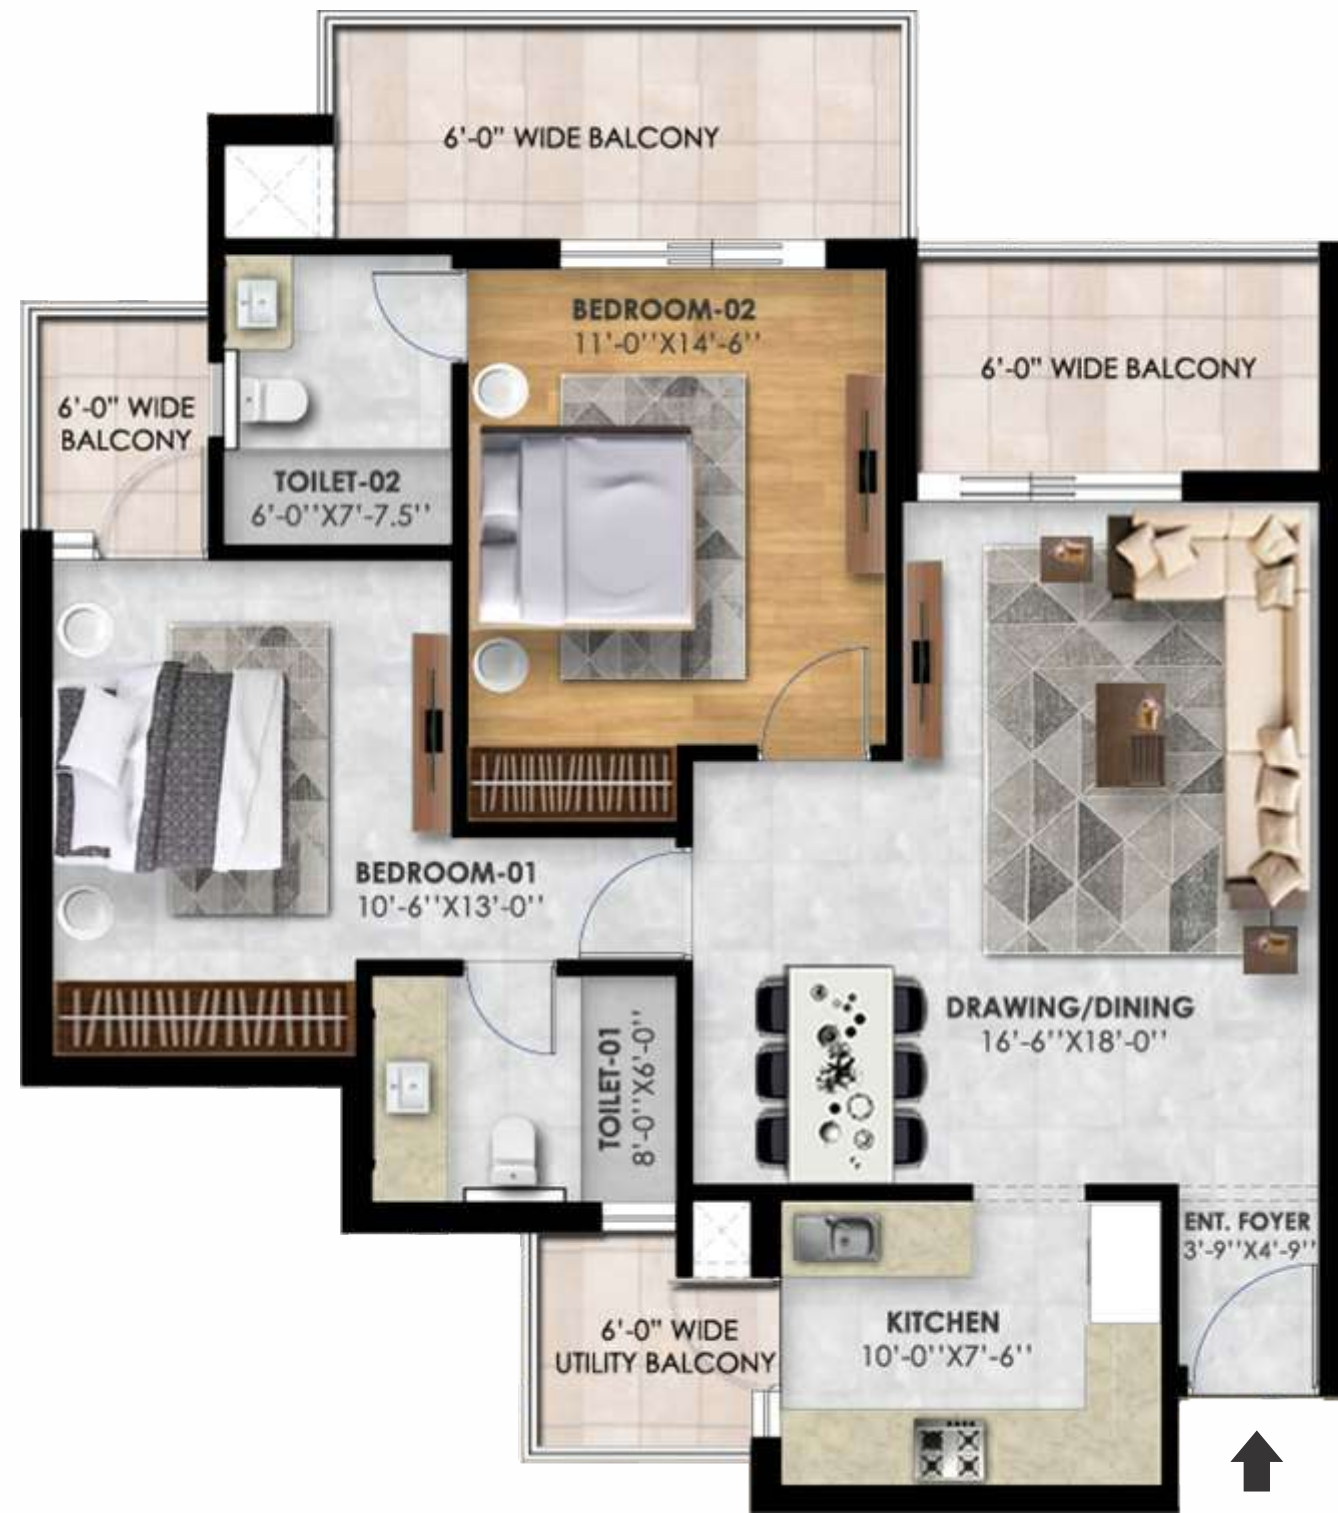 6'-0" WIDE BALCONY
BEDROOM-02
11'-0''X14'-6''
6'-0" WIDE BALCONY
6'-0" WIDE
BALCONY
TOILET-02
6'-0''X7'-7.5''
BEDROOM-01
10'-6''X13'-0''
DRAWING/DINING
16'-6''X18'-0''
TOILET-01
8'-0''X6'-0''
ENT. FOYER
3'-9''X4'-9''
KITCHEN
10'-0''X7'-6''
6'-0" WIDE
UTILITY BALCONY